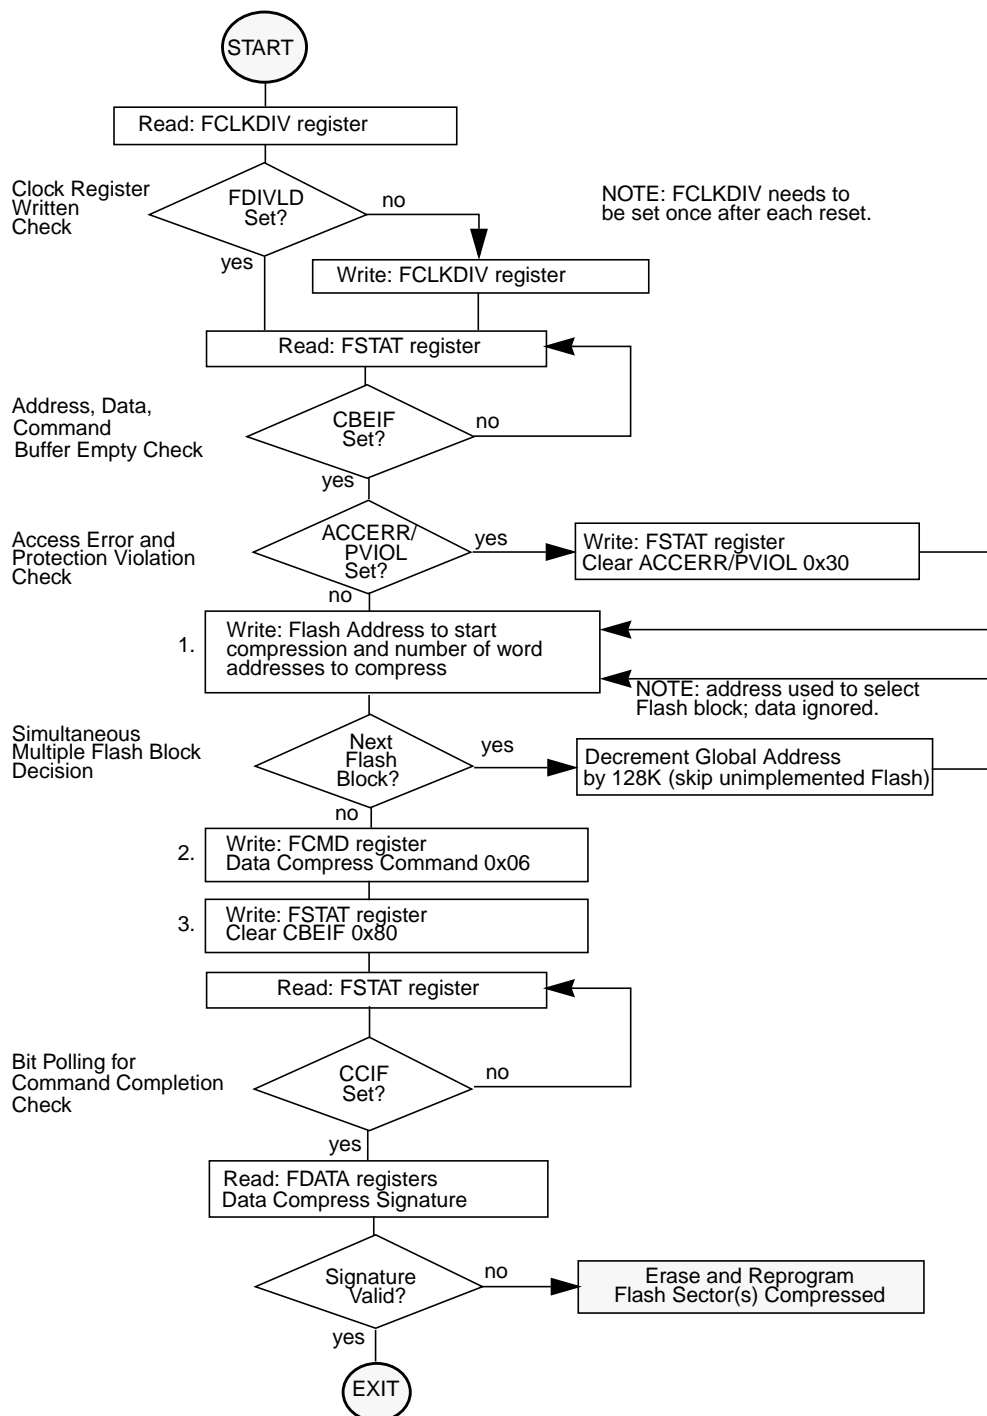 START
Read: FCLKDIV register
Clock Register
Written
Check
FDIVLD
Set?
no
yes
NOTE: FCLKDIV needs to
be set once after each reset.
Write: FCLKDIV register
Read: FSTAT register
Address, Data,
Command
Buffer Empty Check
CBEIF
Set?
no
yes
Access Error and
Protection Violation
Check
ACCERR/
PVIOL
Set?
yes
no
Write: FSTAT register
Clear ACCERR/PVIOL 0x30
1.
Write: Flash Address to start
compression and number of word
addresses to compress
NOTE: address used to select
Flash block; data ignored.
Simultaneous
Multiple Flash Block
Decision
Next
Flash
Block?
yes
no
Decrement Global Address
by 128K (skip unimplemented Flash)
2.
Write: FCMD register
Data Compress Command 0x06
3.
Write: FSTAT register
Clear CBEIF 0x80
Read: FSTAT register
Bit Polling for
Command Completion
Check
CCIF
Set?
no
yes
Read: FDATA registers
Data Compress Signature
Signature
Valid?
no
yes
Erase and Reprogram
Flash Sector(s) Compressed
EXIT